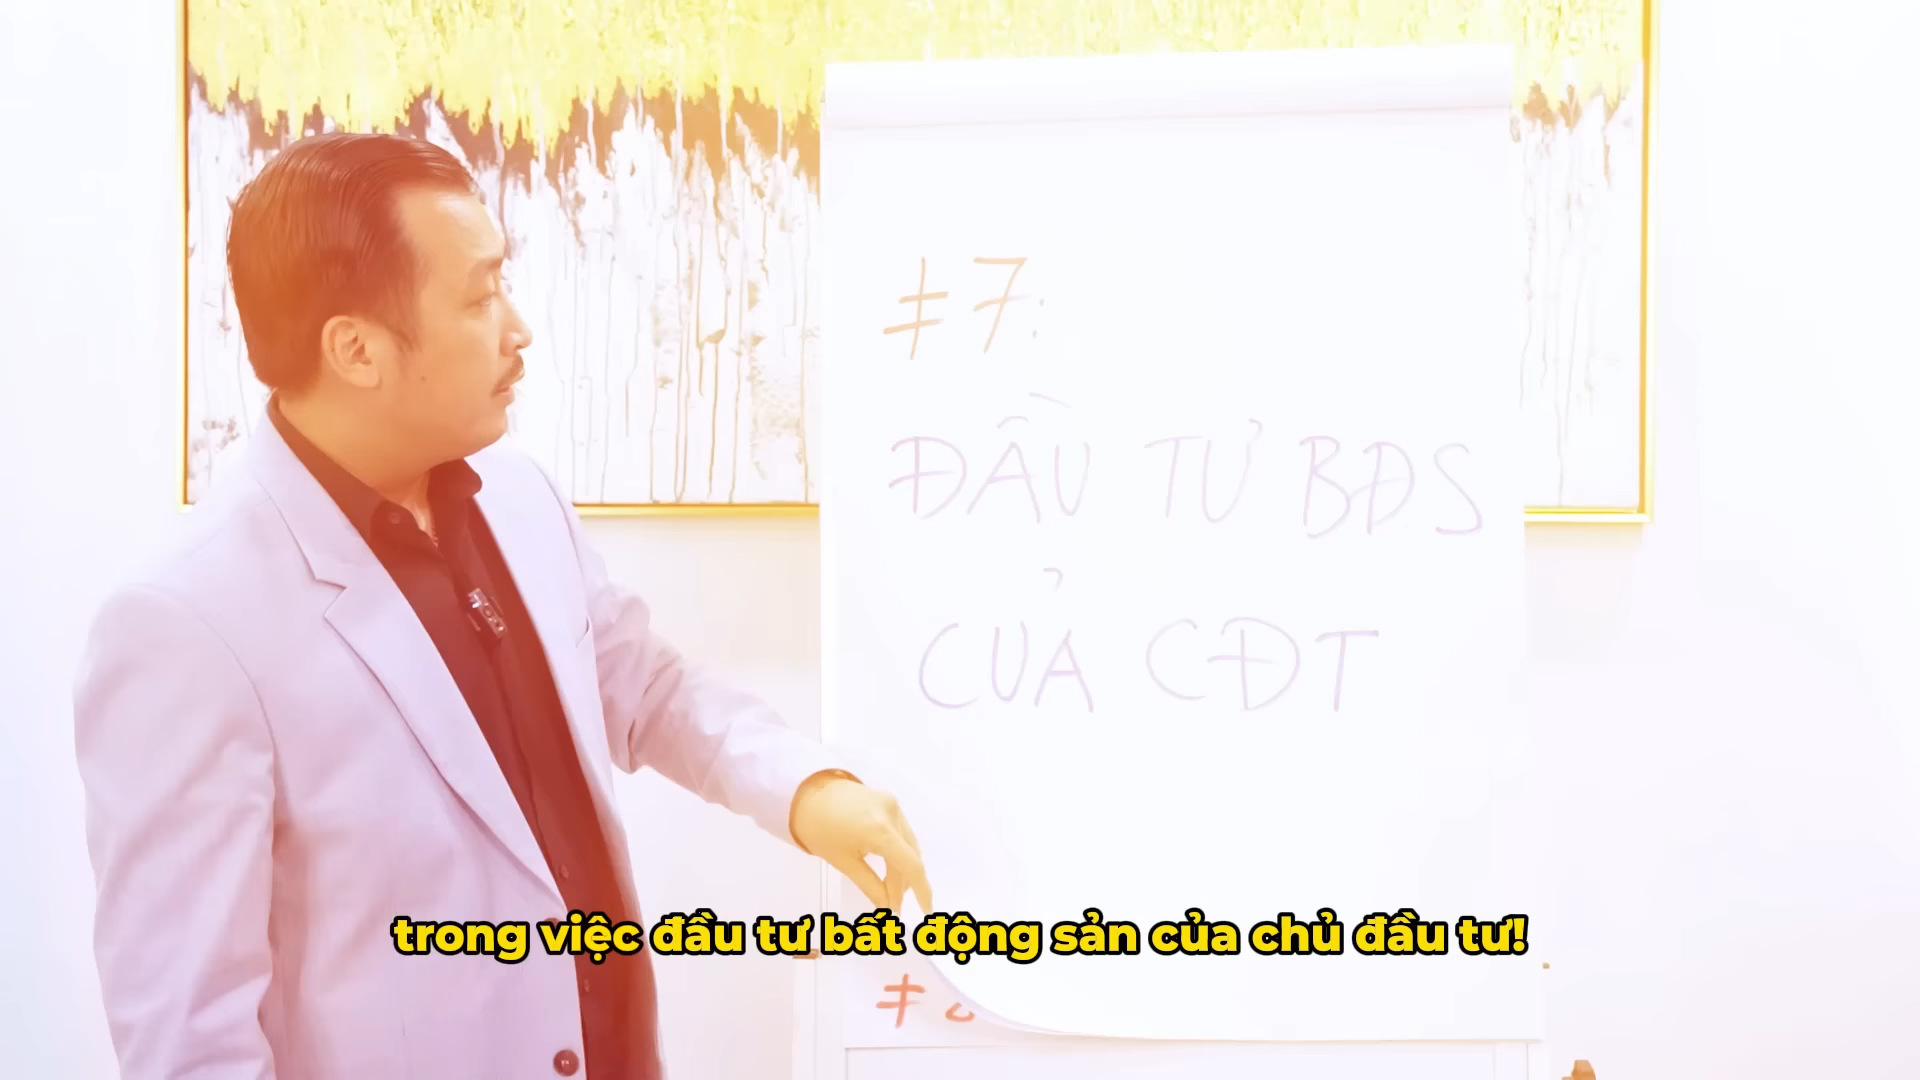 #7:
ĐẦU TƯ BĐS
CỦA CĐT
trong việc đầu tư bất động sản của chủ đầu tư!
#